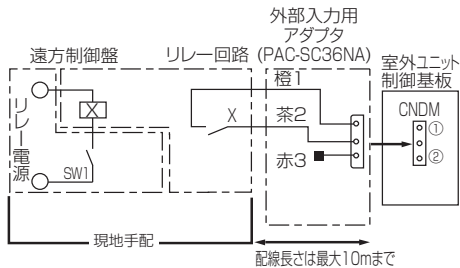 外部入力用
アダプタ
(PAC-SC36NA)
遠方制御盤
リレー回路
室外ユニット
制御基板
橙1
CNDM
リレー電源
X
X
茶2
①
SW1
赤3
②
現地手配
配線長さは最大10mまで